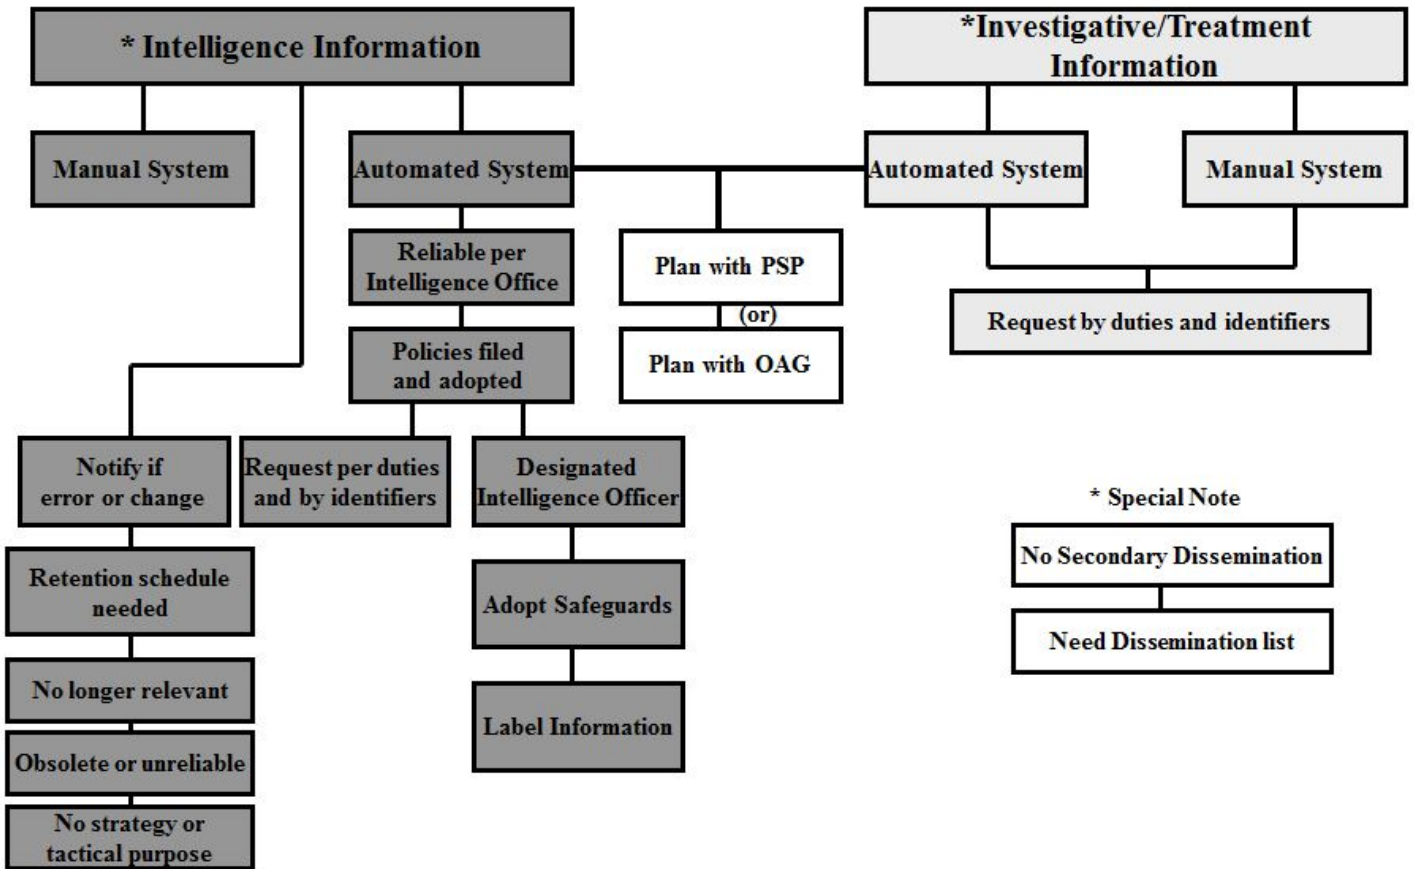 * Intelligence Information
*Investigative/Treatment
Information
Manual System
Automated System
Automated System
Manual System
Reliable per
Intelligence Office
Plan with PSP
(or)
Plan with OAG
Request by duties and identifiers
Policies filed
and adopted
Notify if
error or change
Request per duties
and by identifiers
Designated
Intelligence Officer
* Special Note
No Secondary Dissemination
Need Dissemination list
Retention schedule
needed
Adopt Safeguards
No longer relevant
Label Information
Obsolete or unreliable
No strategy or
tactical purpose